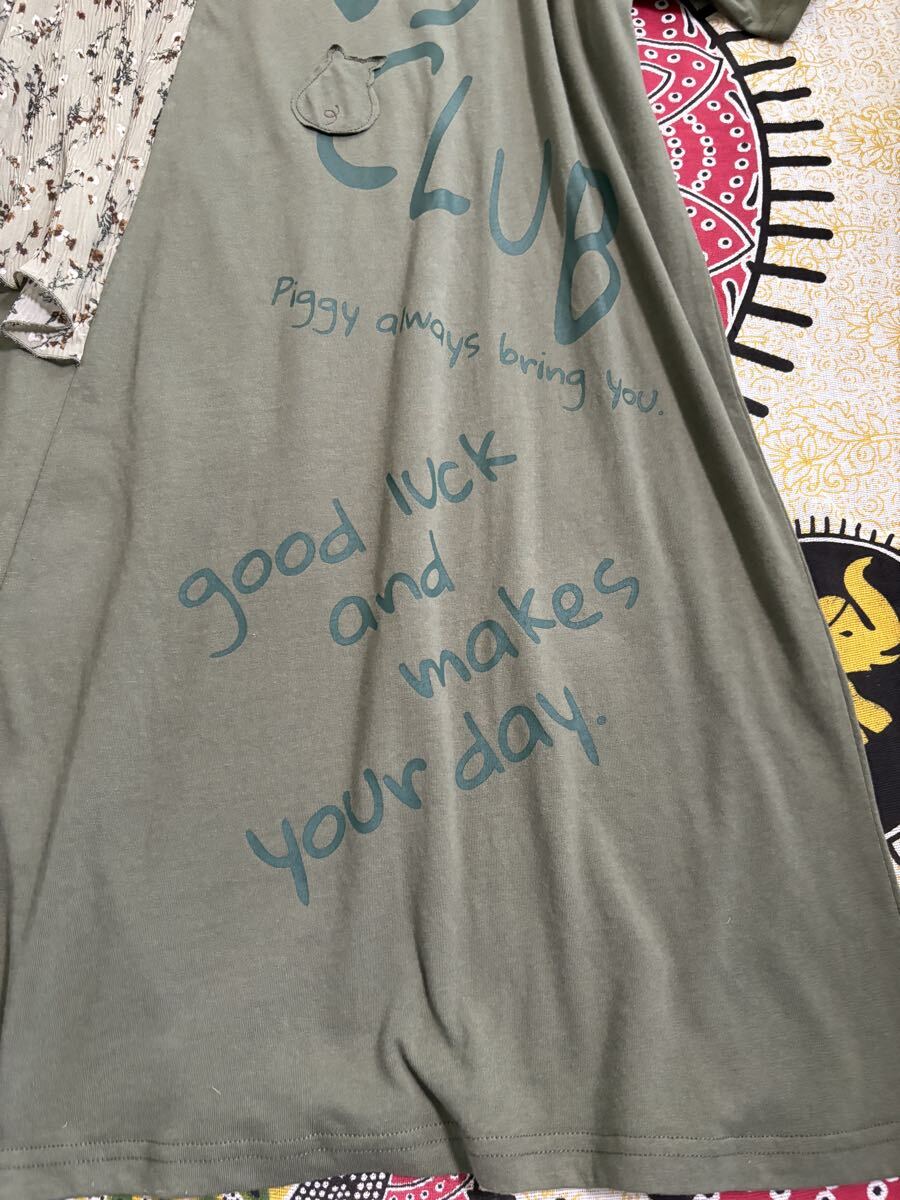 CLUB
Piggy always bring you.
good luck
and
makes
your day.